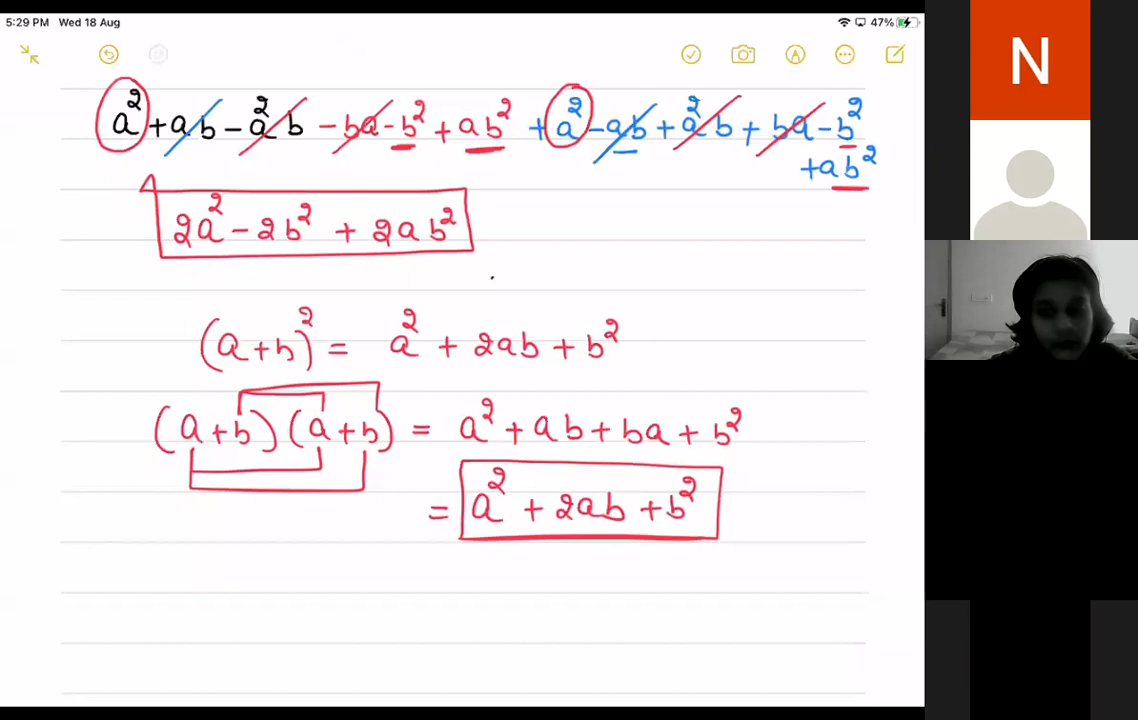 5:29 PM Wed 18 Aug
47%
N
a² + ab - a²b - ba - b² + ab² + a² - ab + a²b + ba - b²
+ab²
2a² - 2b² + 2ab²
(a+b)² = a² + 2ab + b²
(a+b)(a+b) = a² + ab + ba + b²
= a² + 2ab + b²